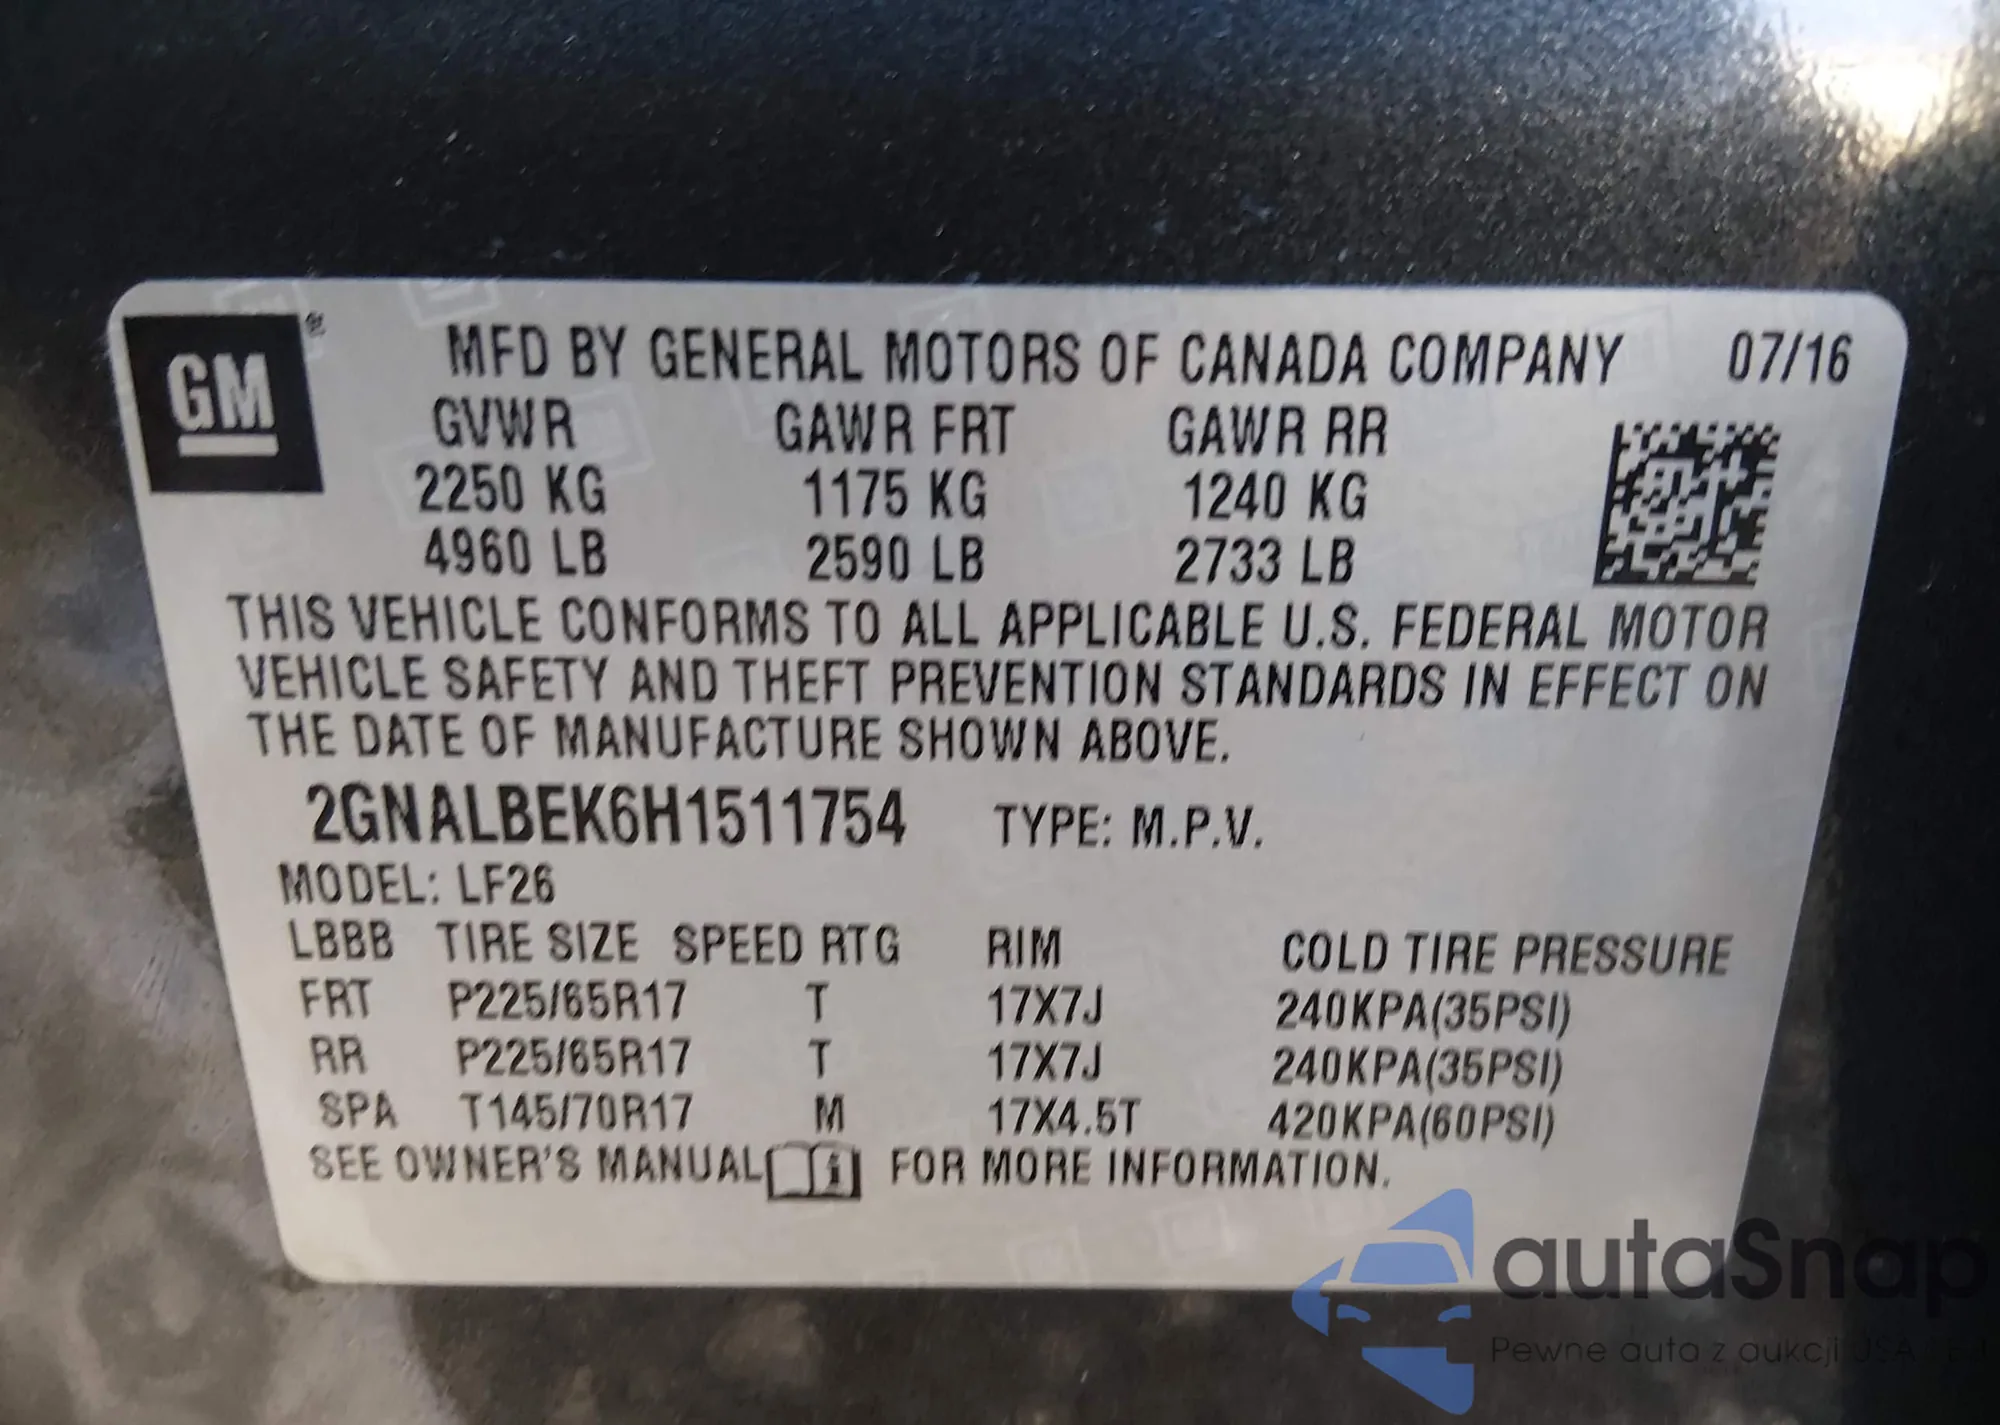 GM
MFD BY GENERAL MOTORS OF CANADA COMPANY 07/16
GVWR GAWR FRT GAWR RR
2250 KG 1175 KG 1240 KG
4960 LB 2590 LB 2733 LB
THIS VEHICLE CONFORMS TO ALL APPLICABLE U.S. FEDERAL MOTOR
VEHICLE SAFETY AND THEFT PREVENTION STANDARDS IN EFFECT ON
THE DATE OF MANUFACTURE SHOWN ABOVE.
2GNALBEK6H1511754 TYPE: M.P.V.
MODEL: LF26
LBBB TIRE SIZE SPEED RTG RIM COLD TIRE PRESSURE
FRT P225/65R17 T 17X7J 240KPA(35PSI)
RR P225/65R17 T 17X7J 240KPA(35PSI)
SPA T145/70R17 M 17X4.5T 420KPA(60PSI)
SEE OWNER'S MANUAL FOR MORE INFORMATION.
autaSnap
Pewne auta z aukcji USA